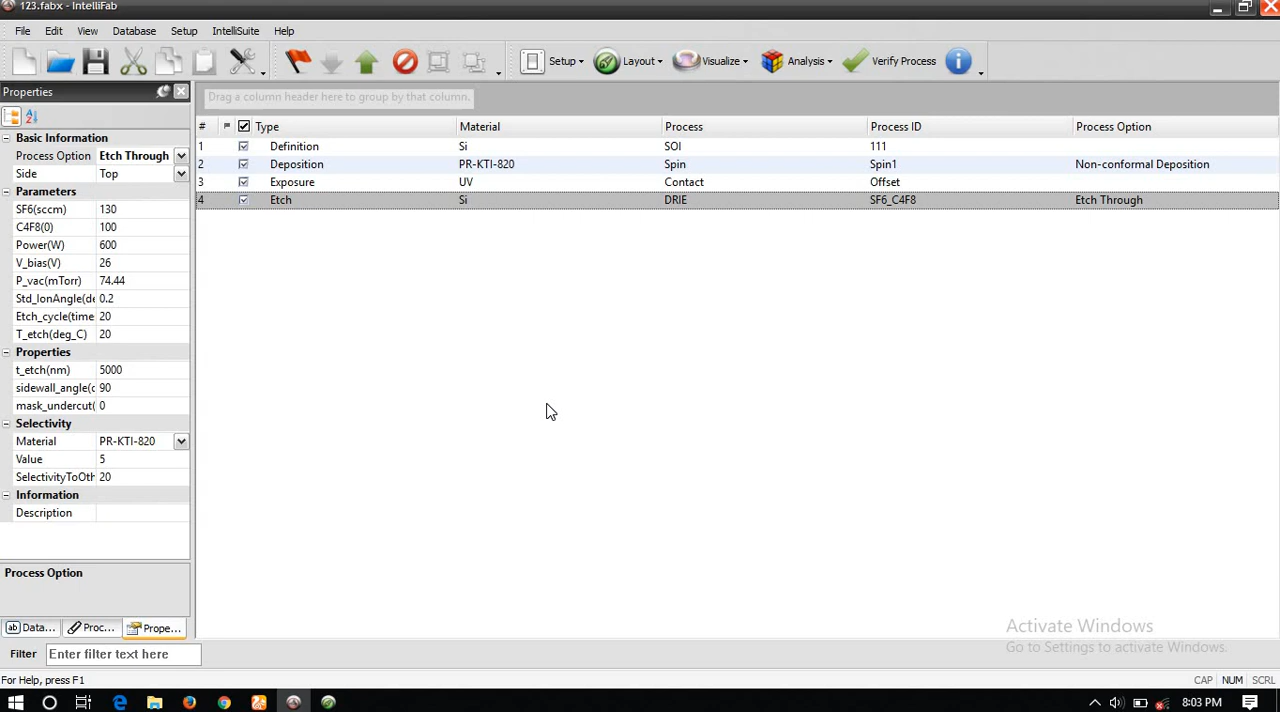 123.fabx - IntelliFab
File Edit View Database Setup IntelliSuite Help
Setup Layout Visualize Analysis Verify Process
Properties
Drag a column header here to group by that column.
# Type Material Process Process ID Process Option
1 Definition Si SOI 111
2 Deposition PR-KTI-820 Spin Spin1 Non-conformal Deposition
3 Exposure UV Contact Offset
4 Etch Si DRIE SF6_C4F8 Etch Through
Basic Information
Process Option Etch Through
Side Top
Parameters
SF6(sccm) 130
C4F8(0) 100
Power(W) 600
V_bias(V) 26
P_vac(mTorr) 74.44
Std_IonAngle(de 0.2
Etch_cycle(time 20
T_etch(deg_C) 20
Properties
t_etch(nm) 5000
sidewall_angle(c 90
mask_undercut( 0
Selectivity
Material PR-KTI-820
Value 5
SelectivityToOth 20
Information
Description
Process Option
Data... Proc... Prope...
Activate Windows
Go to Settings to activate Windows.
Filter Enter filter text here
For Help, press F1 CAP NUM SCRL
8:03 PM